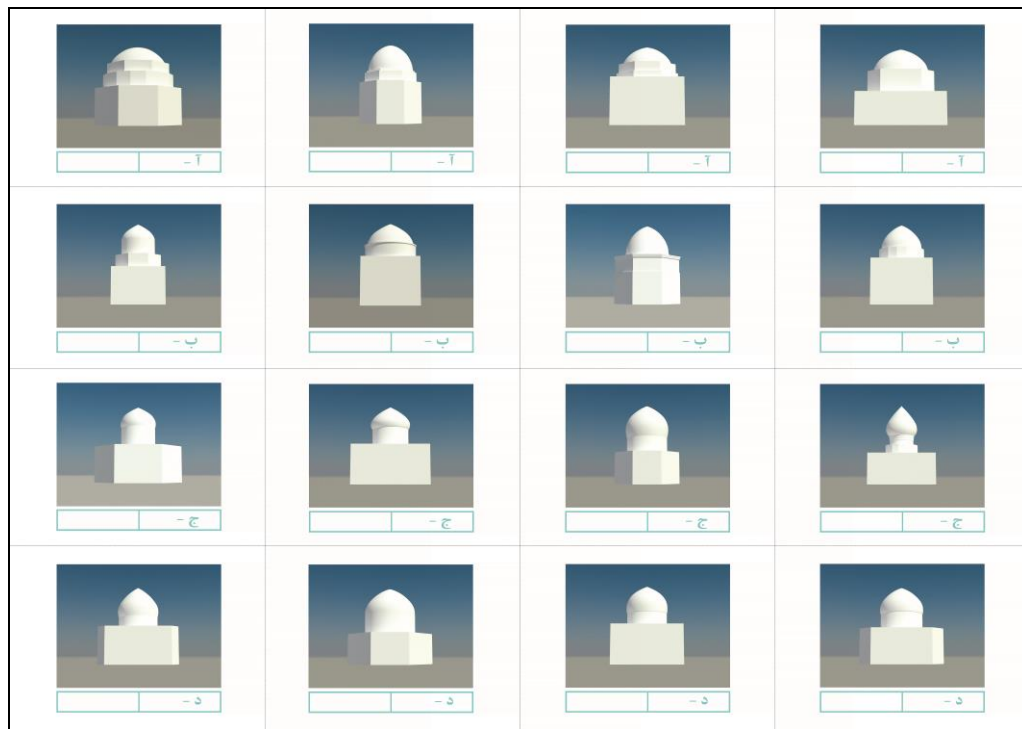 آ - آ - آ - آ -
ب - ب - ب - ب -
ج - ج - ج - ج -
د - د - د - د -